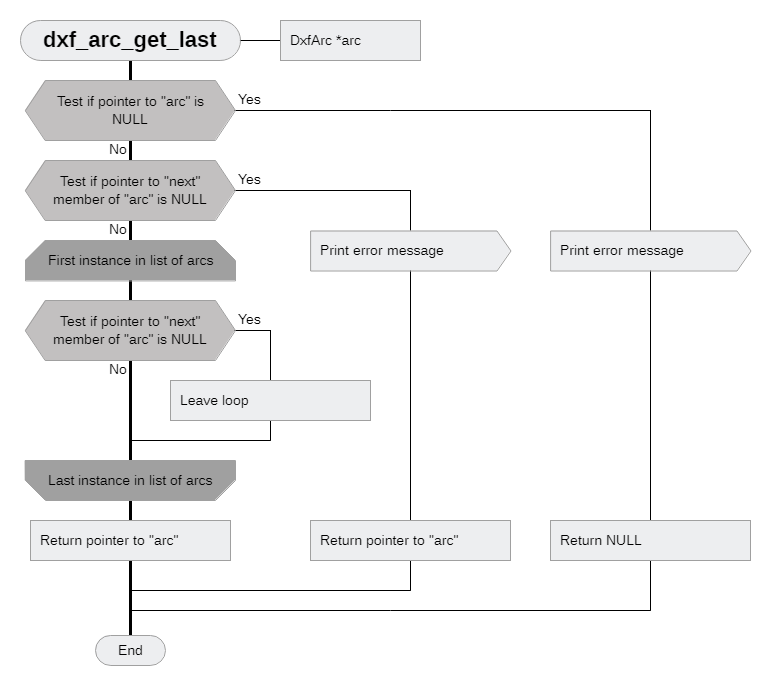 dxf_arc_get_last
DxfArc *arc
Test if pointer to "arc" is
NULL
Yes
No
Test if pointer to "next"
member of "arc" is NULL
Yes
No
Print error message
Print error message
First instance in list of arcs
Test if pointer to "next"
member of "arc" is NULL
Yes
No
Leave loop
Last instance in list of arcs
Return pointer to "arc"
Return pointer to "arc"
Return NULL
End